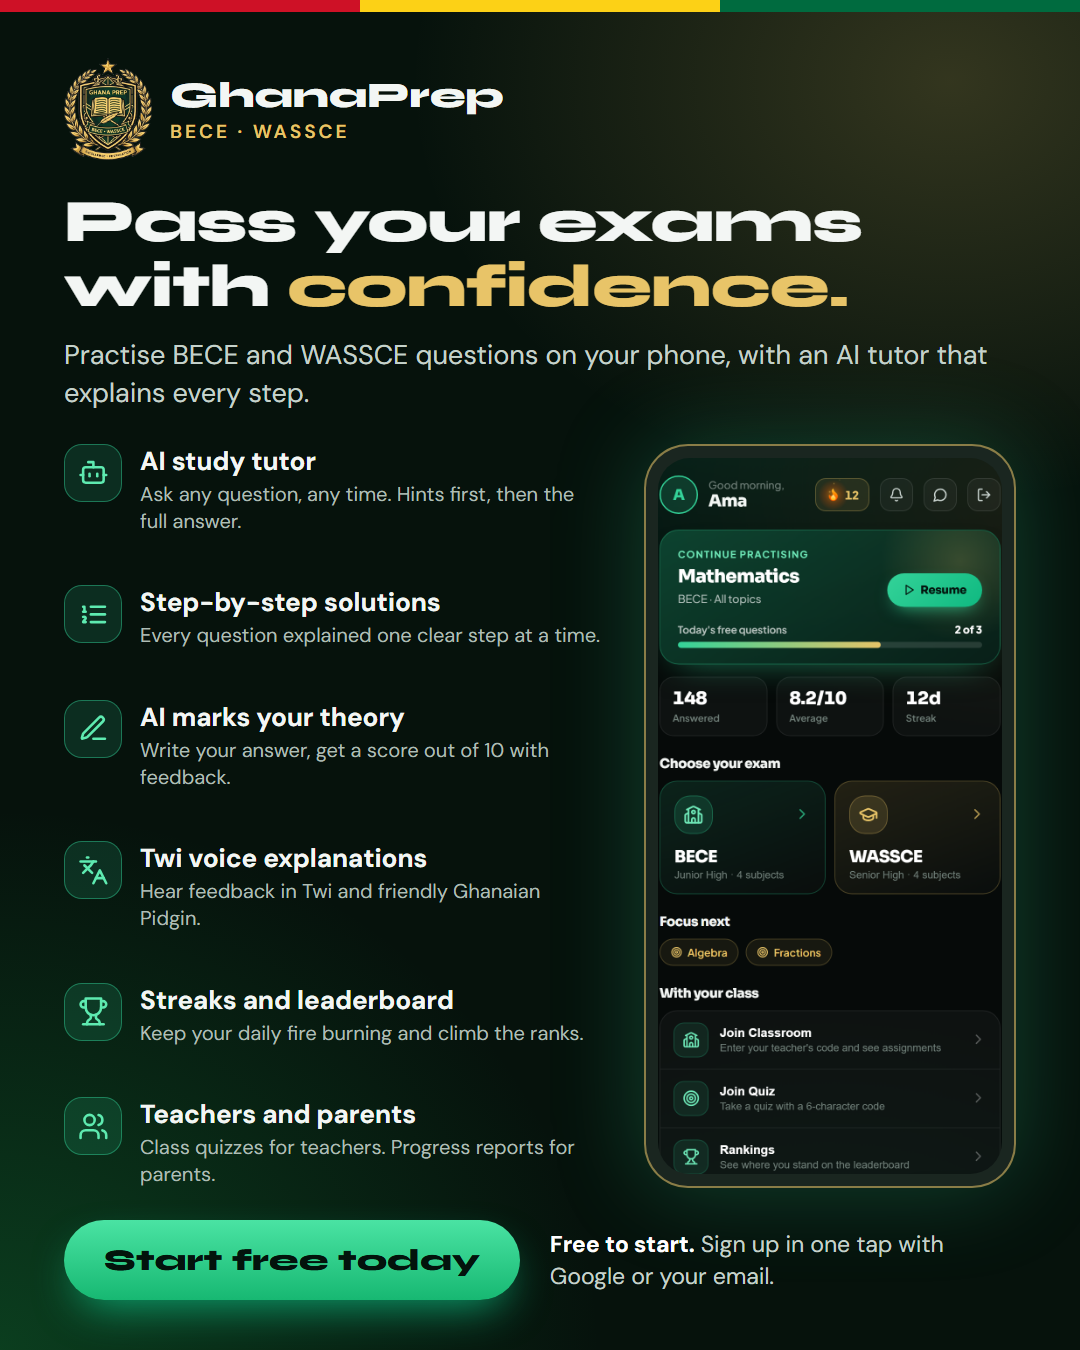 GHANA PREP
BECE • WASSCE
GhanaPrep
BECE · WASSCE
Pass your exams
with confidence.
Practise BECE and WASSCE questions on your phone, with an AI tutor that
explains every step.
AI study tutor
Ask any question, any time. Hints first, then the
full answer.
Step-by-step solutions
Every question explained one clear step at a time.
AI marks your theory
Write your answer, get a score out of 10 with
feedback.
Twi voice explanations
Hear feedback in Twi and friendly Ghanaian
Pidgin.
Streaks and leaderboard
Keep your daily fire burning and climb the ranks.
Teachers and parents
Class quizzes for teachers. Progress reports for
parents.
A
Good morning,
Ama
12
CONTINUE PRACTISING
Mathematics
BECE · All topics
Resume
Today's free questions
2 of 3
148
Answered
8.2/10
Average
12d
Streak
Choose your exam
BECE
Junior High · 4 subjects
WASSCE
Senior High · 4 subjects
Focus next
Algebra
Fractions
With your class
Join Classroom
Enter your teacher's code and see assignments
Join Quiz
Take a quiz with a 6-character code
Rankings
See where you stand on the leaderboard
Start free today
Free to start. Sign up in one tap with
Google or your email.